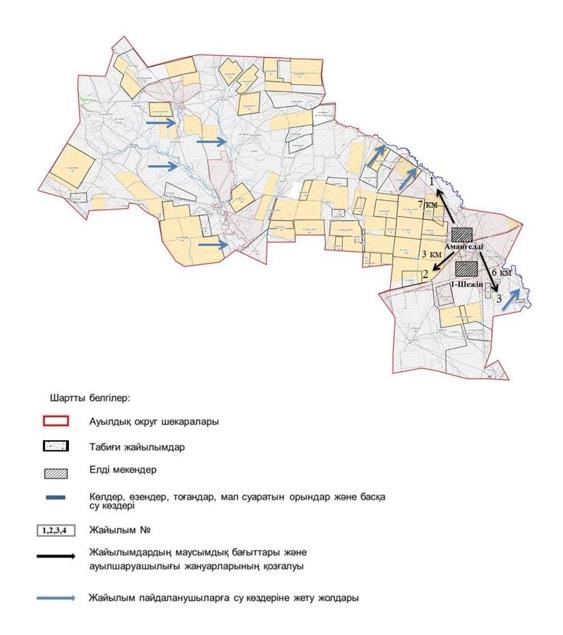 1
7 км
Амангелді
3 км
2
6 км
1-Шежін
3
Шартты белгілер:
Ауылдық округ шекаралары
Табиғи жайылымдар
Елді мекендер
Көлдер, өзендер, тоғандар, мал суаратын орындар және басқа
су көздері
1,2,3,4 Жайылым №
Жайылымдардың маусымдық бағыттары және
ауылшаруашылығы жануарларының қозғалуы
Жайылым пайдаланушыларға су көздеріне жету жолдары